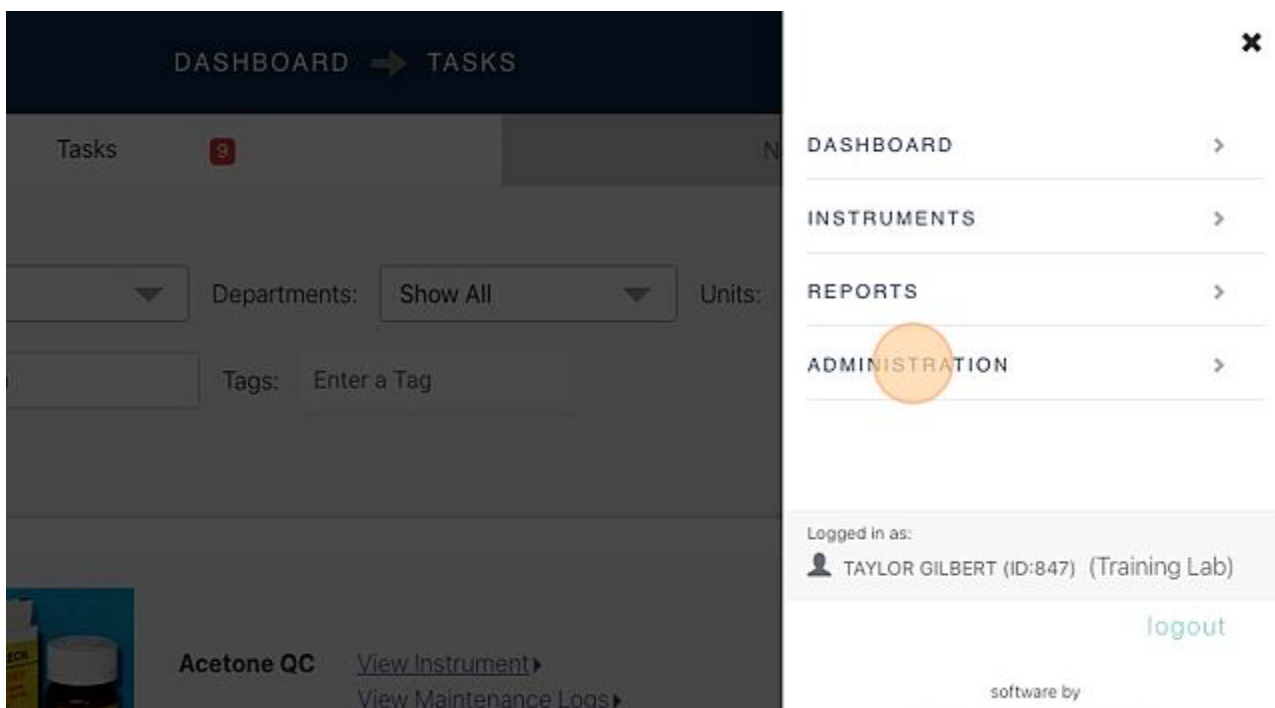 DASHBOARD TASKS
Tasks 9
Departments: Show All Units:
Tags: Enter a Tag
Acetone QC View Instrument
View Maintenance Logs
DASHBOARD
INSTRUMENTS
REPORTS
ADMINISTRATION
Logged in as:
TAYLOR GILBERT (ID:847) (Training Lab)
logout
software by